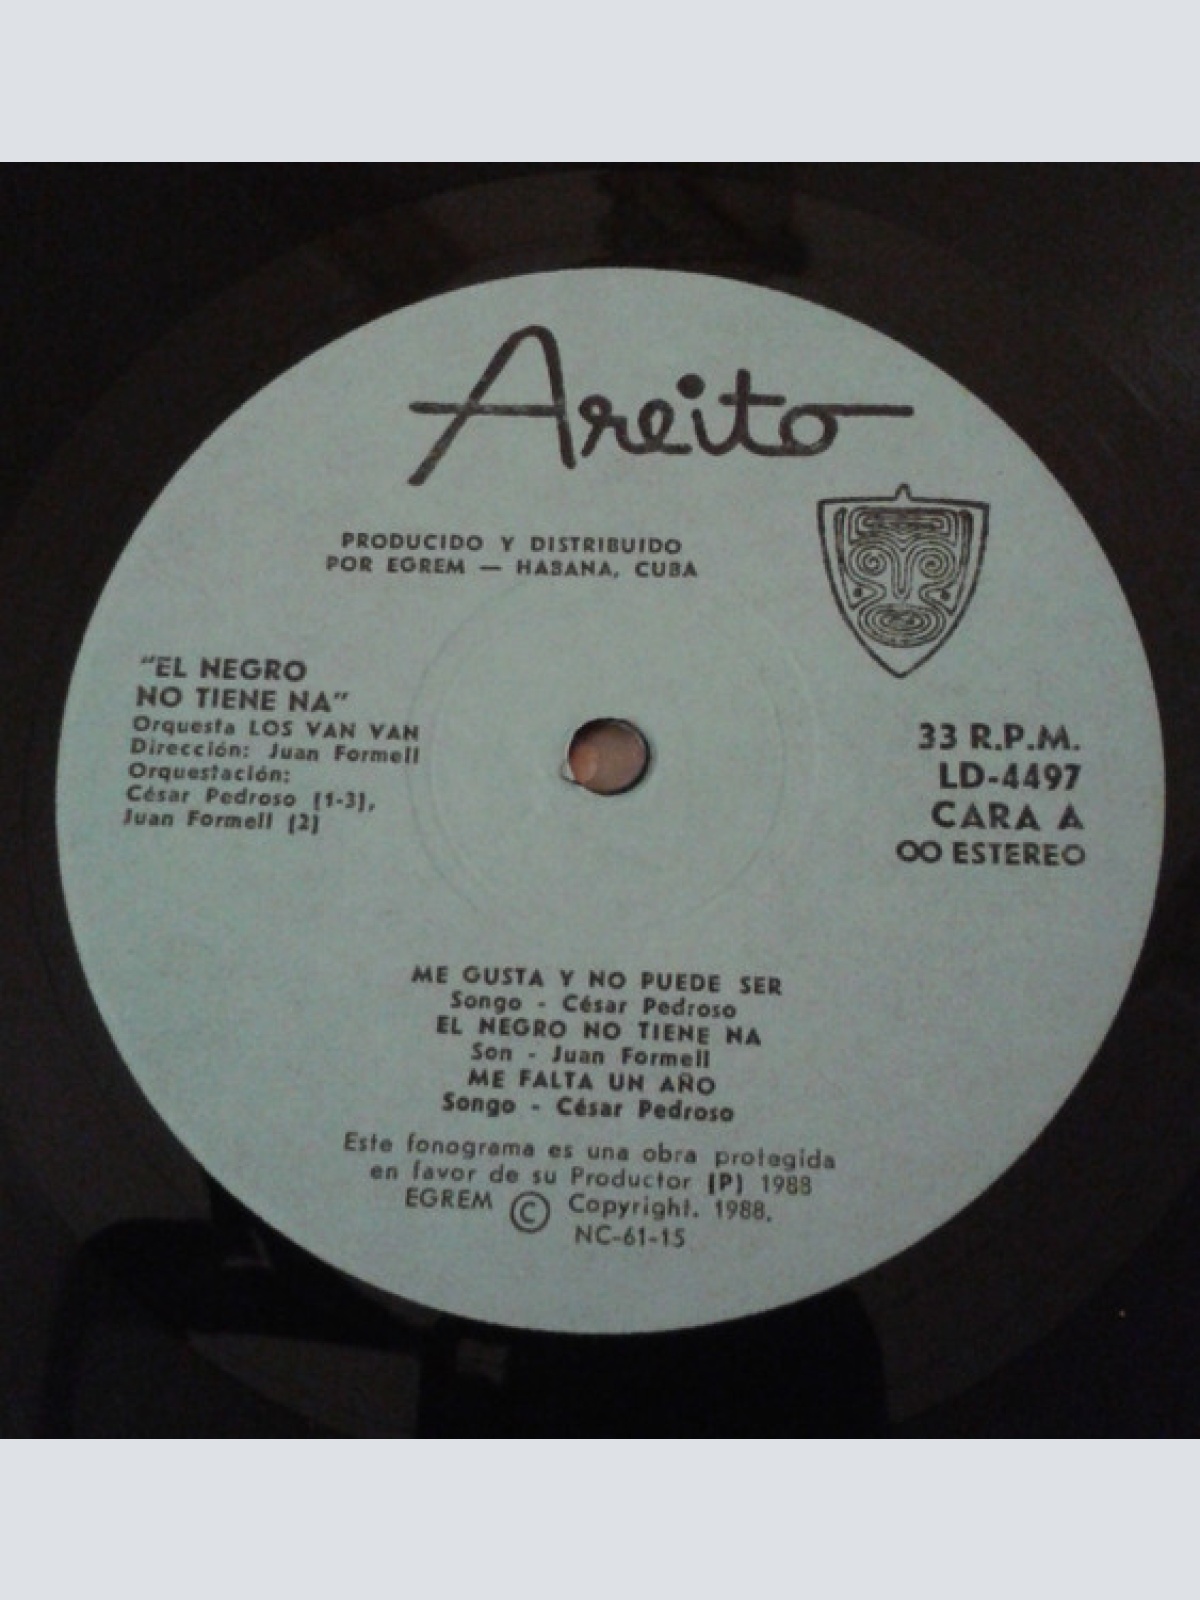 Areito
PRODUCIDO Y DISTRIBUIDO
POR EGREM — HABANA, CUBA
"EL NEGRO
NO TIENE NA"
Orquesta LOS VAN VAN
Dirección: Juan Formell
Orquestación:
César Pedroso (1-3),
Juan Formell (2)
33 R.P.M.
LD-4497
CARA A
OO ESTEREO
ME GUSTA Y NO PUEDE SER
Songo - César Pedroso
EL NEGRO NO TIENE NA
Son - Juan Formell
ME FALTA UN AÑO
Songo - César Pedroso
Este fonograma es una obra protegida
en favor de su Productor (P) 1988
EGREM © Copyright. 1988.
NC-61-15